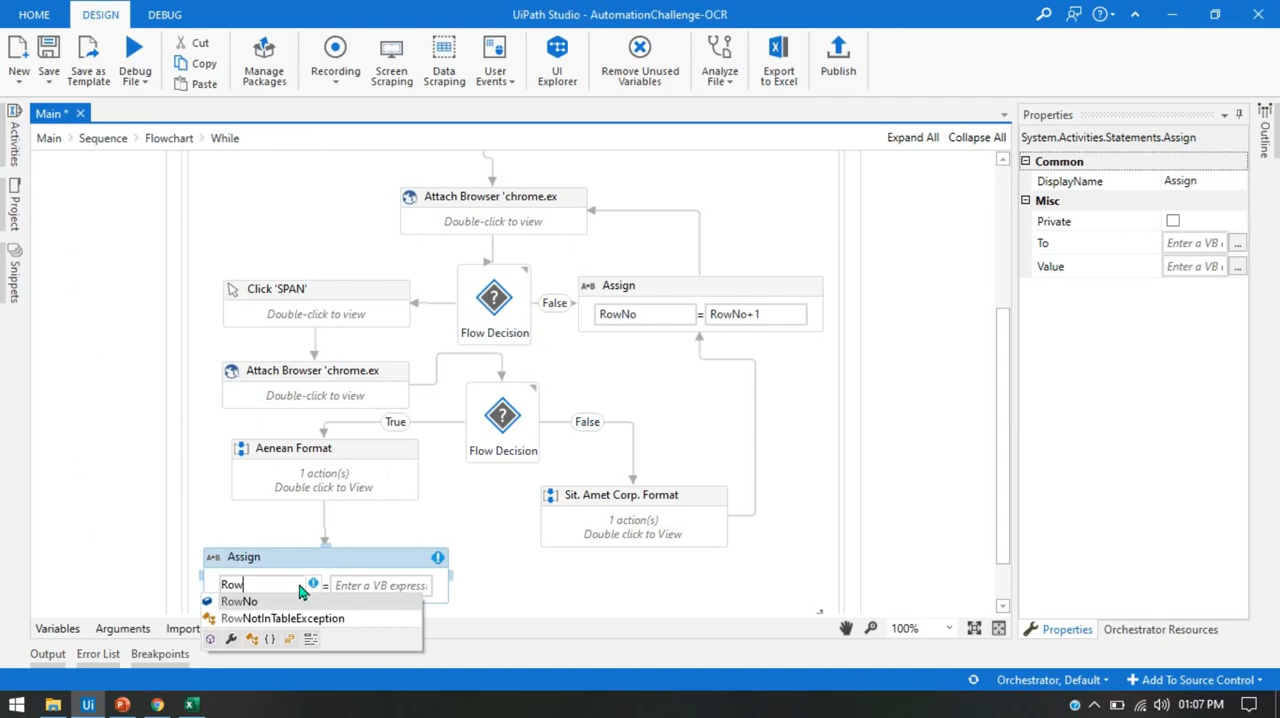 HOME DESIGN DEBUG UiPath Studio - AutomationChallenge-OCR
New Save Save as Template Debug File Cut Copy Paste Manage Packages Recording Screen Scraping Data Scraping User Events UI Explorer Remove Unused Variables Analyze File Export to Excel Publish
Main *
Main Sequence Flowchart While Expand All Collapse All
Activities
Project
Snippets
Attach Browser 'chrome.ex
Double-click to view
Click 'SPAN'
Double-click to view
Flow Decision
False
A+B Assign
RowNo = RowNo+1
Attach Browser 'chrome.ex
Double-click to view
True
Flow Decision
False
Aenean Format
1 action(s)
Double click to View
Sit. Amet Corp. Format
1 action(s)
Double click to View
A+B Assign
Row = Enter a VB express
RowNo
RowNotInTableException
Variables Arguments Import 100%
Output Error List Breakpoints
Properties
System.Activities.Statements.Assign
Common
DisplayName Assign
Misc
Private
To Enter a VB
Value Enter a VB
Outline
Properties Orchestrator Resources
Orchestrator, Default Add To Source Control
Ui 01:07 PM